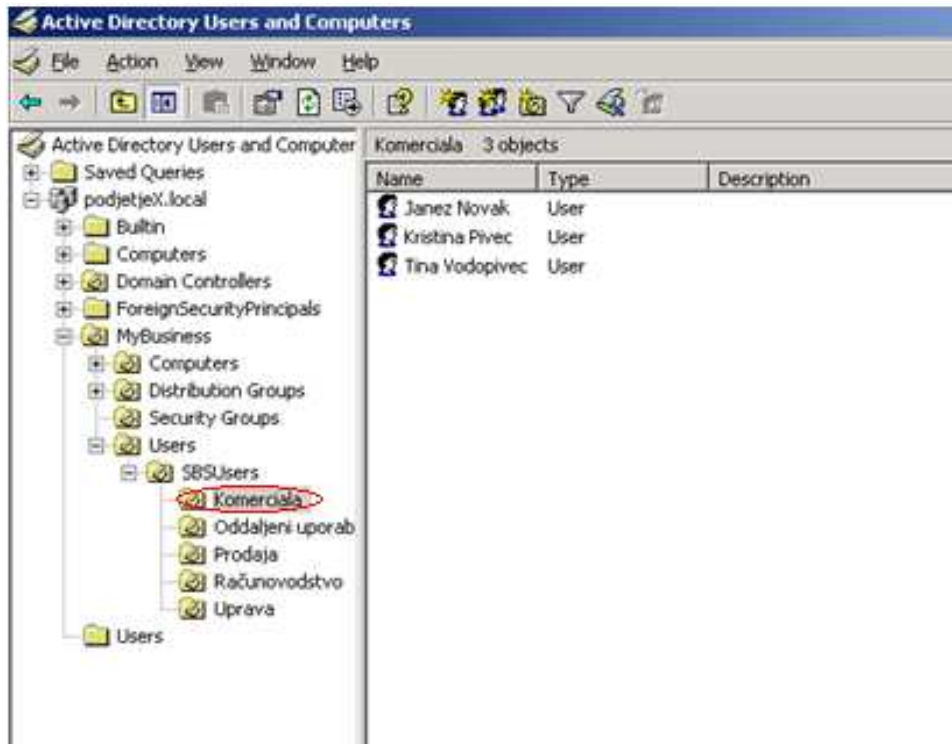 Active Directory Users and Computers
File Action View Window Help
Active Directory Users and Computer
Saved Queries
podjetjeX.local
Builtin
Computers
Domain Controllers
ForeignSecurityPrincipals
MyBusiness
Computers
Distribution Groups
Security Groups
Users
SBSUsers
Komerciala
Oddaljeni uporab
Prodaja
Računovodstvo
Uprava
Users
Komerciala 3 objects
Name Type Description
Janez Novak User
Kristina Pivec User
Tina Vodopivec User